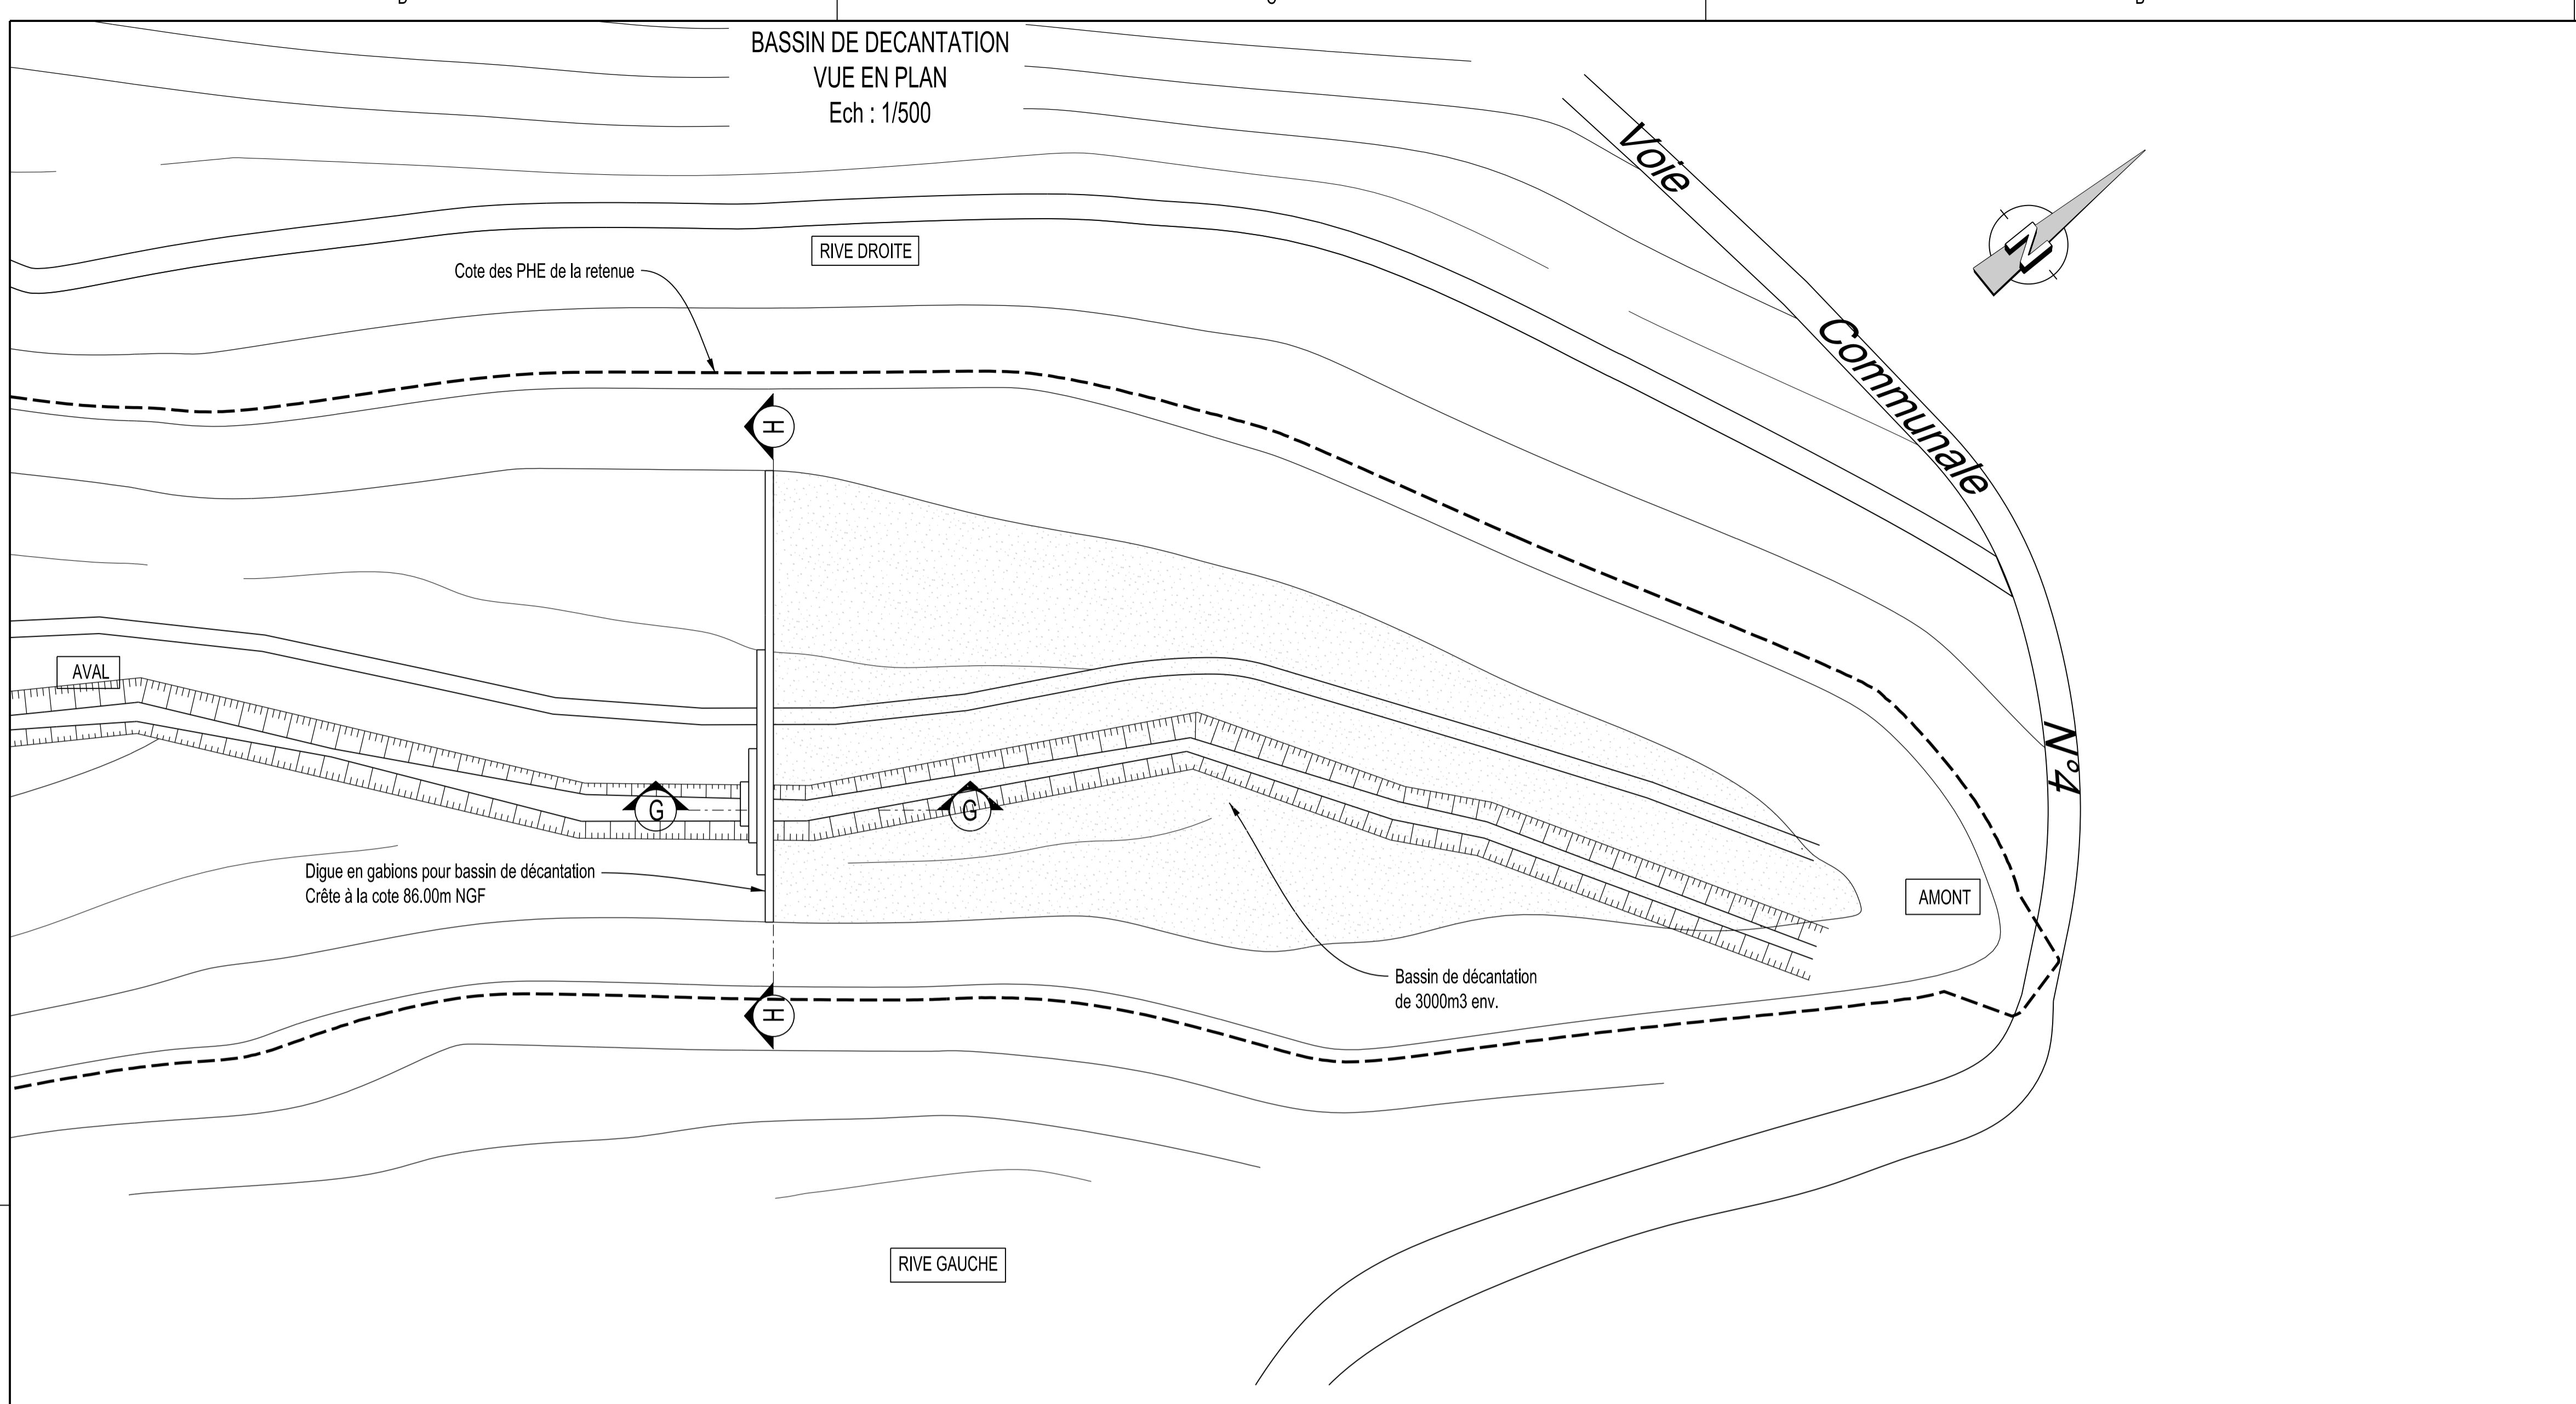 BASSIN DE DECANTATION
VUE EN PLAN
Ech : 1/500
Voie
Communale
N°4
N
RIVE DROITE
Cote des PHE de la retenue
H
AVAL
G
G
Digue en gabions pour bassin de décantation
Crête à la cote 86.00m NGF
AMONT
Bassin de décantation
de 3000m3 env.
H
RIVE GAUCHE